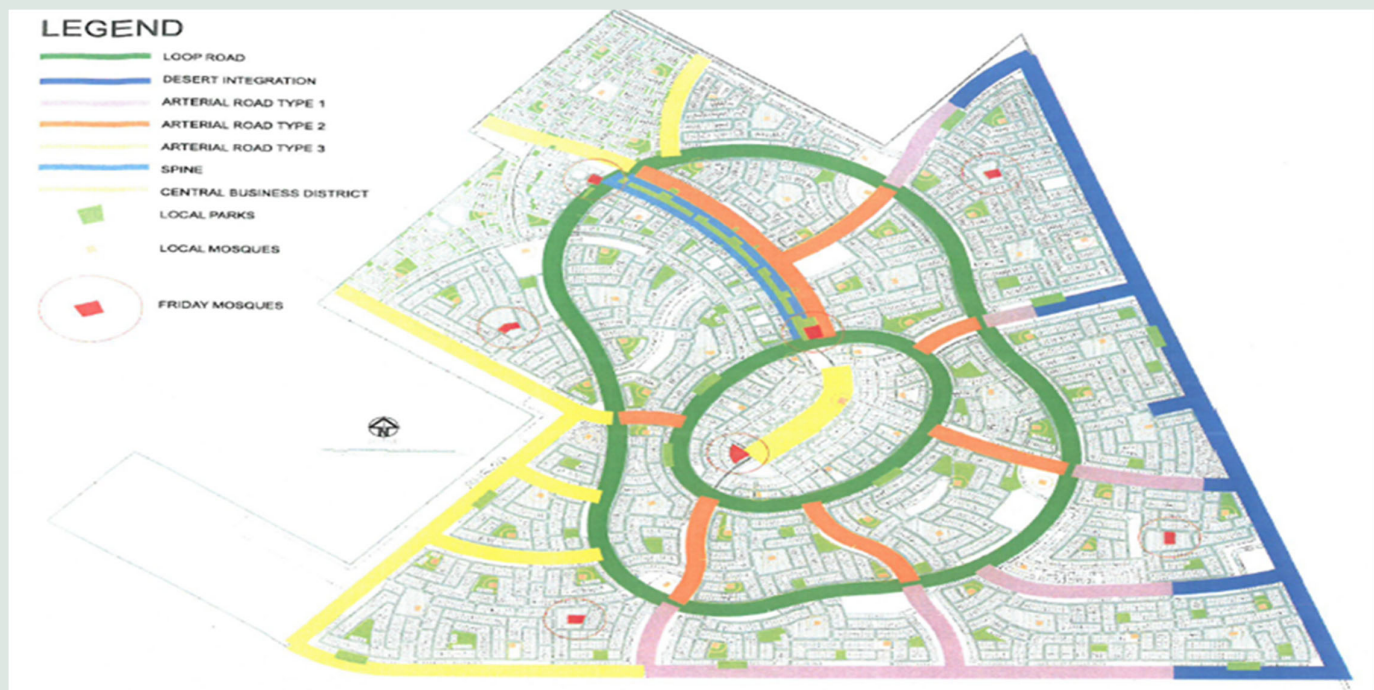 LEGEND
LOOP ROAD
DESERT INTEGRATION
ARTERIAL ROAD TYPE 1
ARTERIAL ROAD TYPE 2
ARTERIAL ROAD TYPE 3
SPINE
CENTRAL BUSINESS DISTRICT
LOCAL PARKS
LOCAL MOSQUES
FRIDAY MOSQUES
N